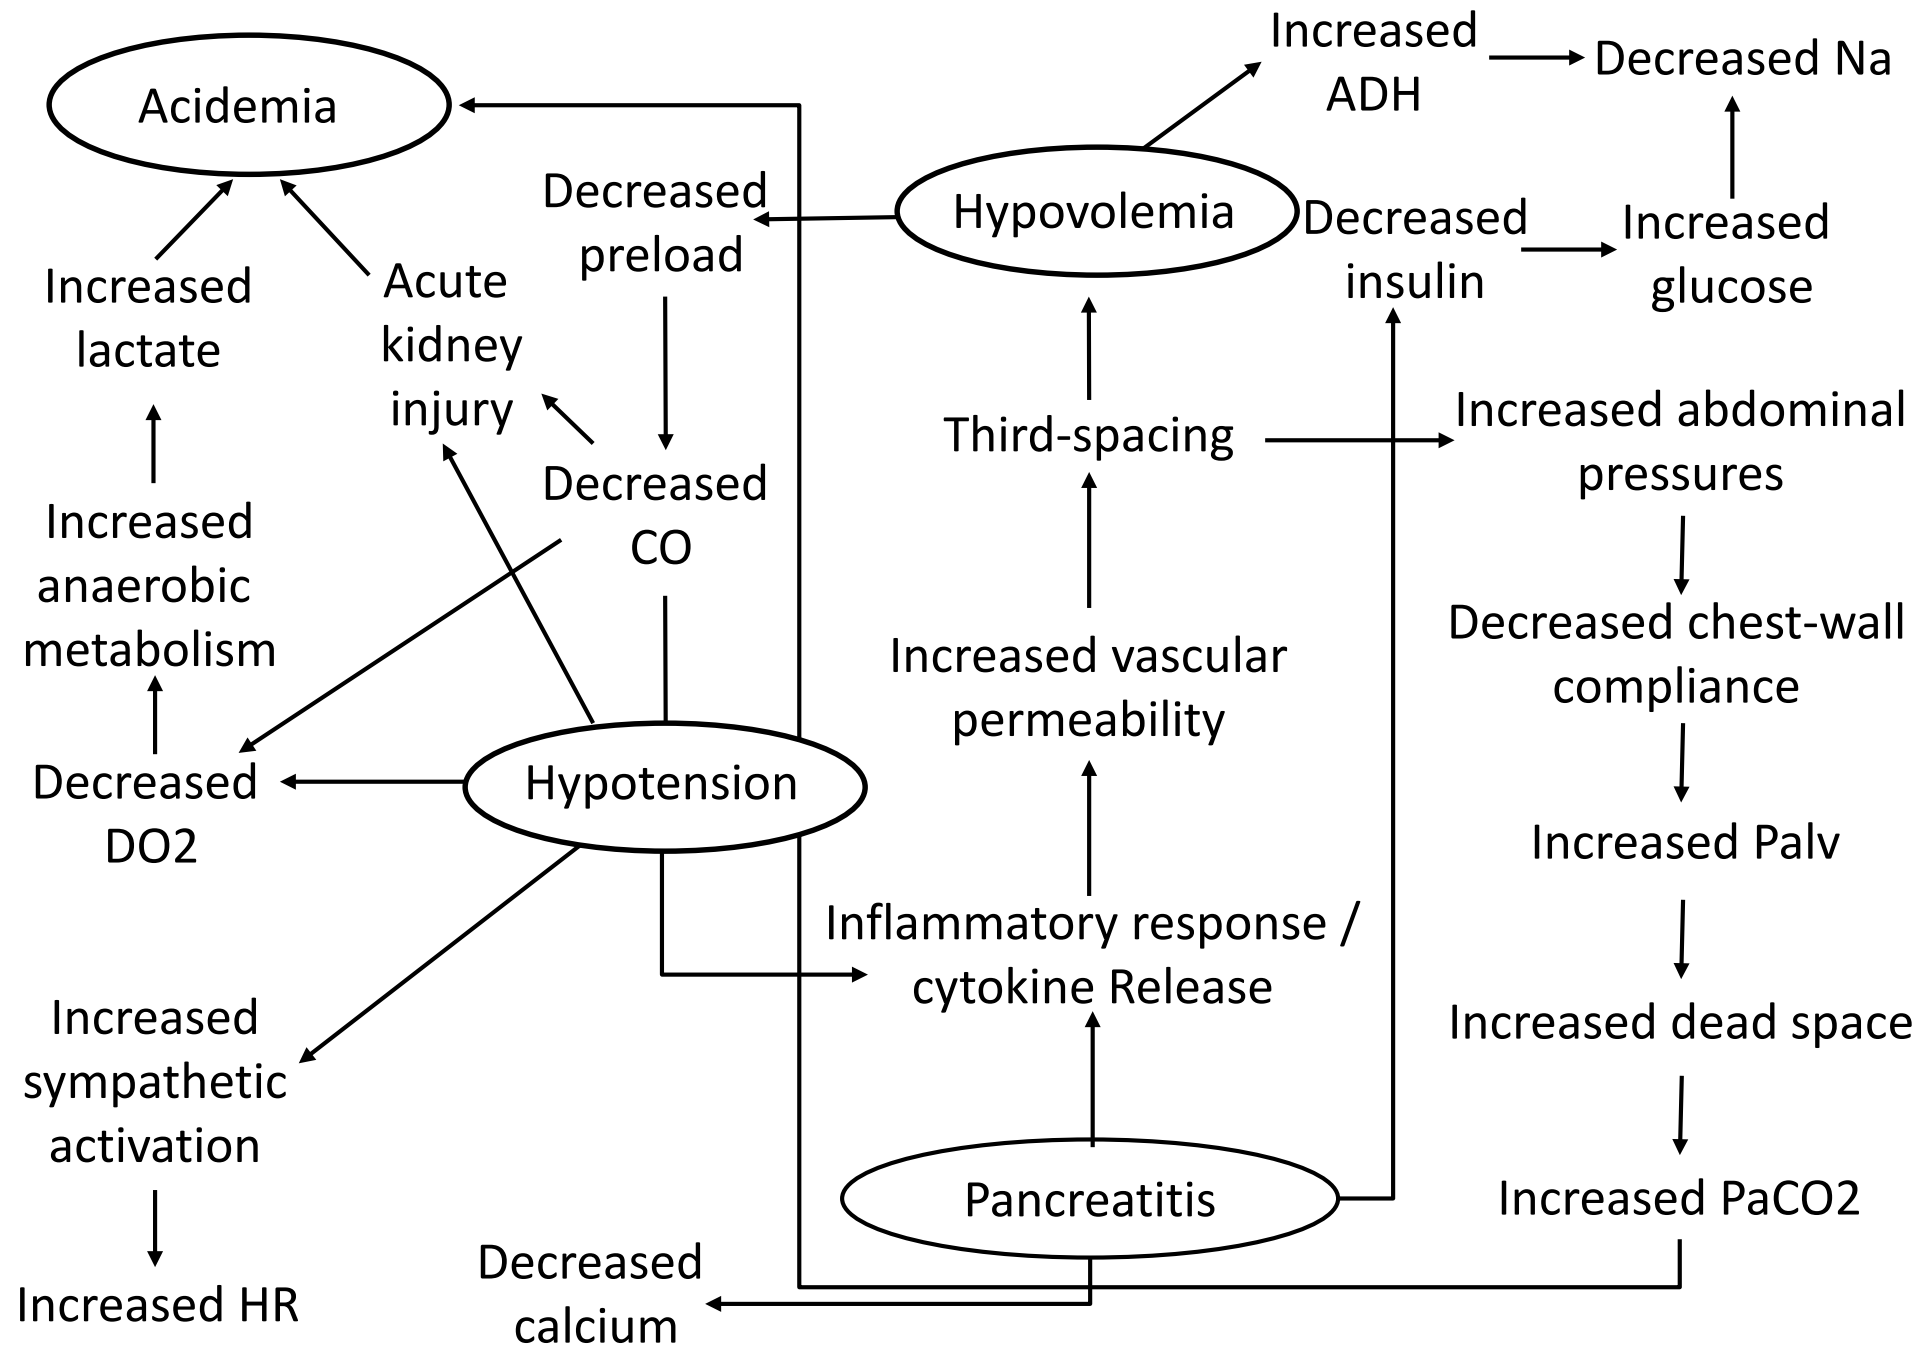 Increased
ADH
Decreased Na
Acidemia
Decreased
preload
Hypovolemia
Decreased
insulin
Increased
glucose
Increased
lactate
Acute
kidney
injury
Third-spacing
Increased abdominal
pressures
Decreased
CO
Increased
anaerobic
metabolism
Increased vascular
permeability
Decreased chest-wall
compliance
Decreased
DO2
Hypotension
Increased Palv
Inflammatory response /
cytokine Release
Increased
sympathetic
activation
Increased dead space
Pancreatitis
Increased PaCO2
Increased HR
Decreased
calcium